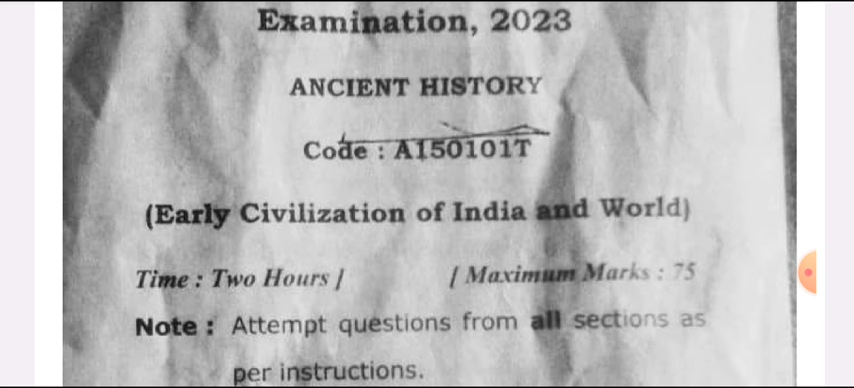 Examination, 2023
ANCIENT HISTORY
Code : A150101T
(Early Civilization of India and World)
Time : Two Hours ]   [ Maximum Marks : 75
Note : Attempt questions from all sections as
per instructions.